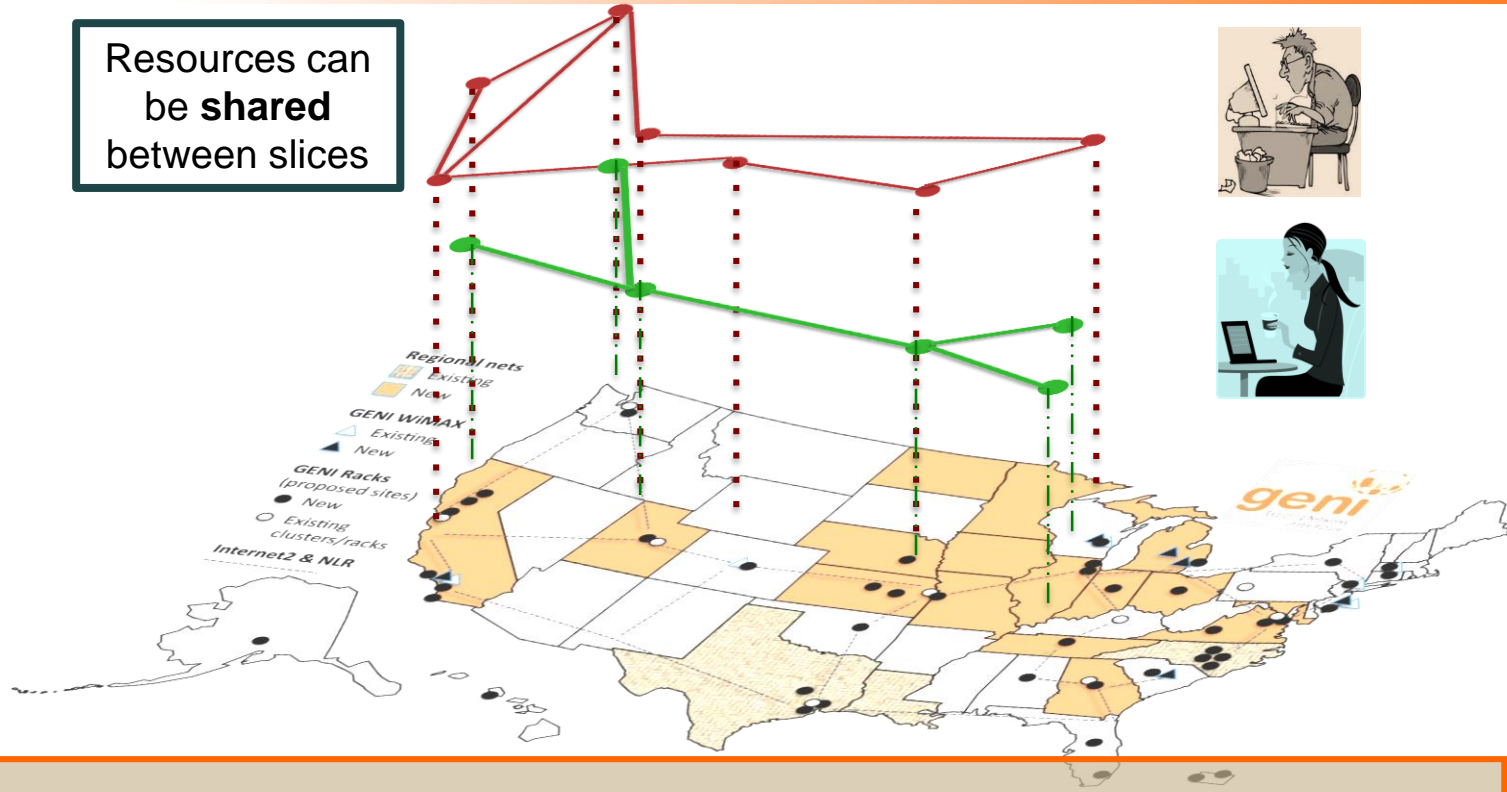 Resources can
be shared
between slices
Regional nets
Existing
New
GENI WiMAX
Existing
New
GENI Racks
(proposed sites)
New
Existing
clusters/racks
Internet2 & NLR
geni